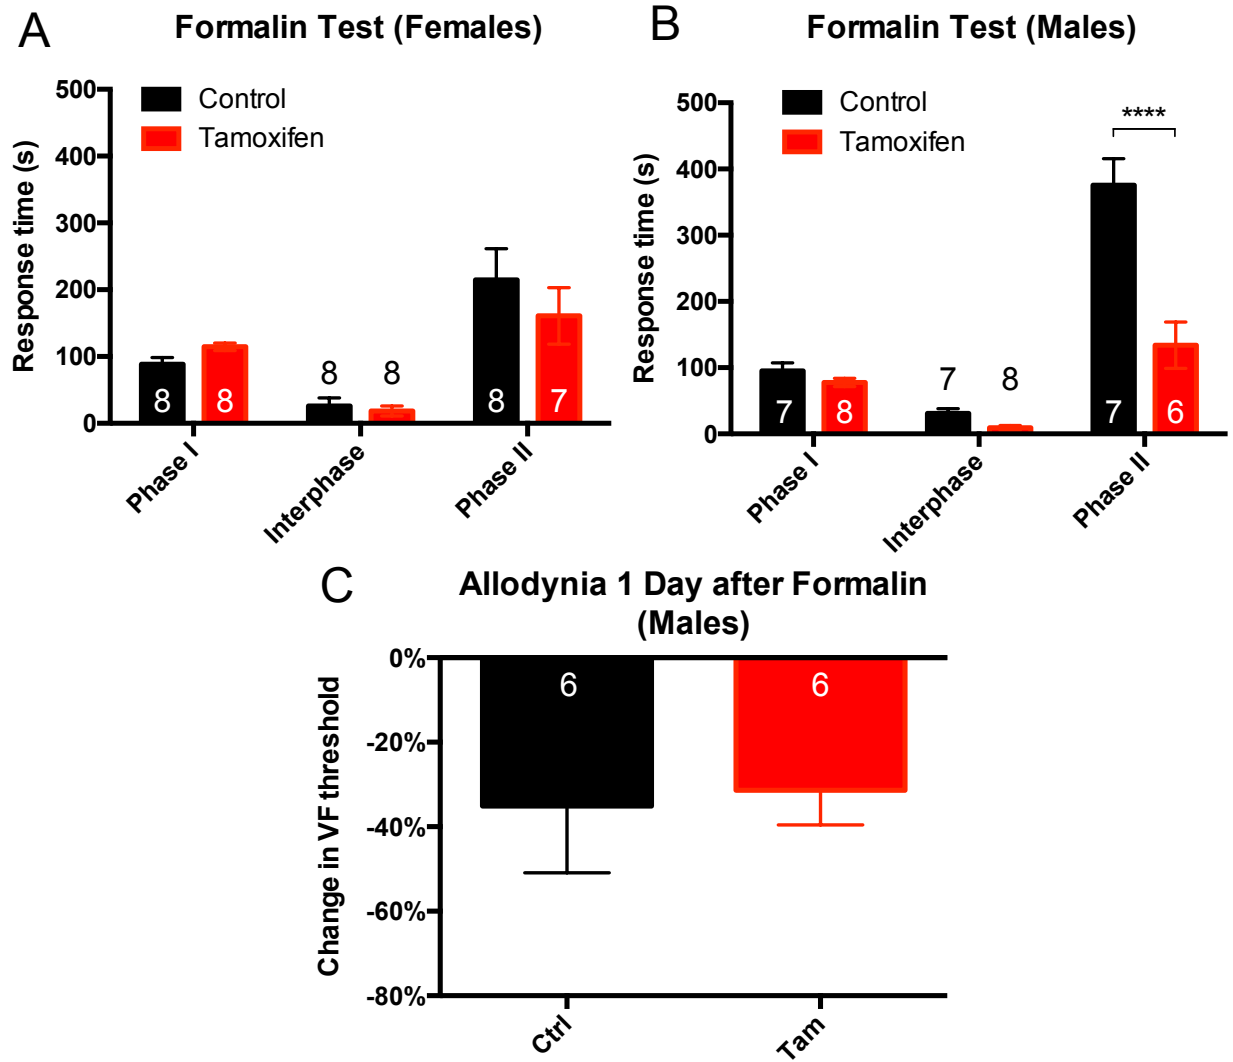 A
Formalin Test (Females)
Response time (s)
500
400
300
200
100
0
Control
Tamoxifen
8
8
8
8
8
7
Phase I
Interphase
Phase II
B
Formalin Test (Males)
Response time (s)
500
400
300
200
100
0
Control
Tamoxifen
****
7
8
7
8
7
6
Phase I
Interphase
Phase II
C
Allodynia 1 Day after Formalin
(Males)
Change in VF threshold
0%
-20%
-40%
-60%
-80%
6
6
Ctrl
Tam